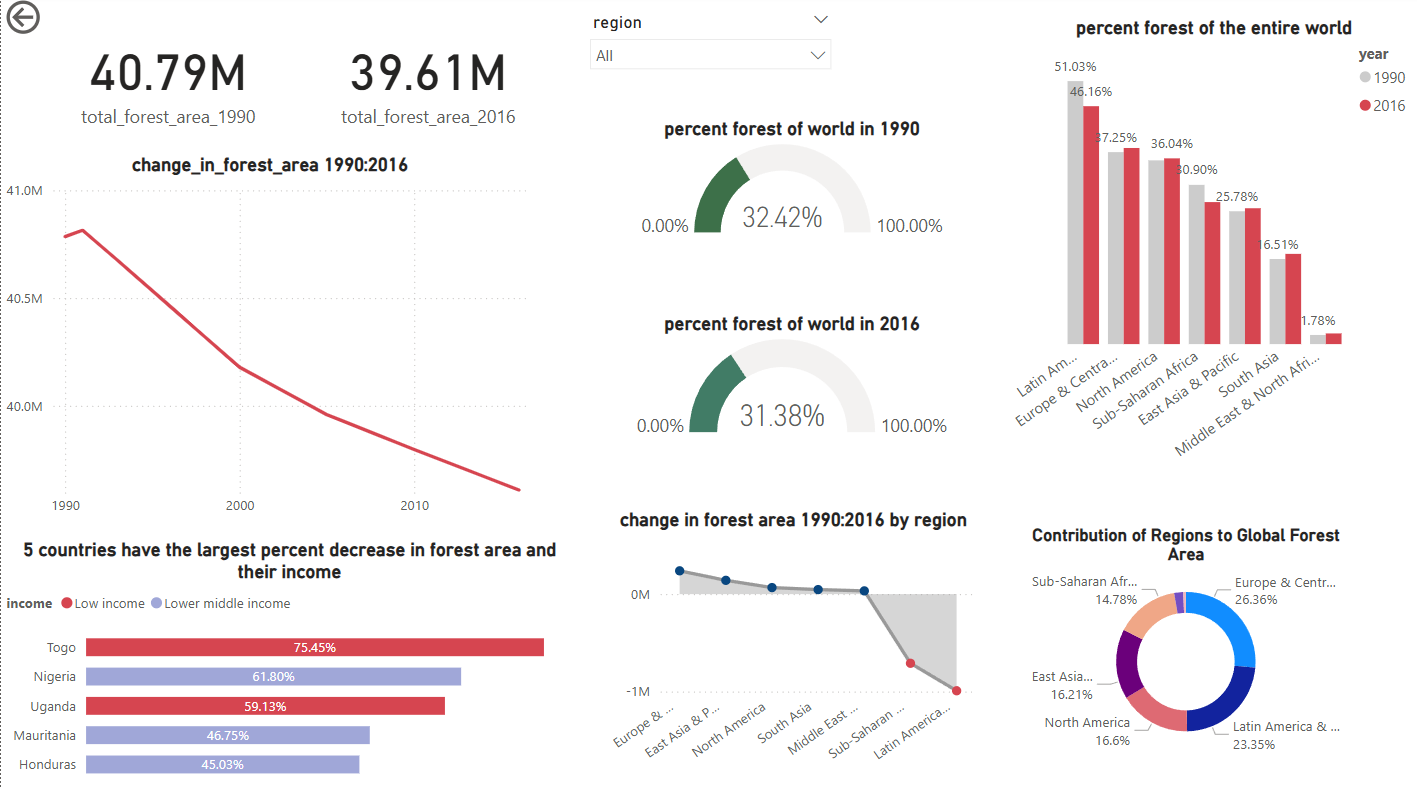 40.79M
total_forest_area_1990
39.61M
total_forest_area_2016
region
All
change_in_forest_area 1990:2016
41.0M
40.5M
40.0M
1990
2000
2010
percent forest of world in 1990
0.00%
32.42%
100.00%
percent forest of world in 2016
0.00%
31.38%
100.00%
percent forest of the entire world
year
1990
2016
51.03%
46.16%
37.25%
36.04%
30.90%
25.78%
16.51%
1.78%
Latin Am...
Europe & Centra...
North America
Sub-Saharan Africa
East Asia & Pacific
South Asia
Middle East & North Afri...
5 countries have the largest percent decrease in forest area and
their income
income
Low income
Lower middle income
Togo
75.45%
Nigeria
61.80%
Uganda
59.13%
Mauritania
46.75%
Honduras
45.03%
change in forest area 1990:2016 by region
0M
-1M
Europe & ...
East Asia & P...
North America
South Asia
Middle East ...
Sub-Saharan ...
Latin America...
Contribution of Regions to Global Forest
Area
Sub-Saharan Afr...
14.78%
Europe & Centr...
26.36%
East Asia...
16.21%
North America
16.6%
Latin America & ...
23.35%